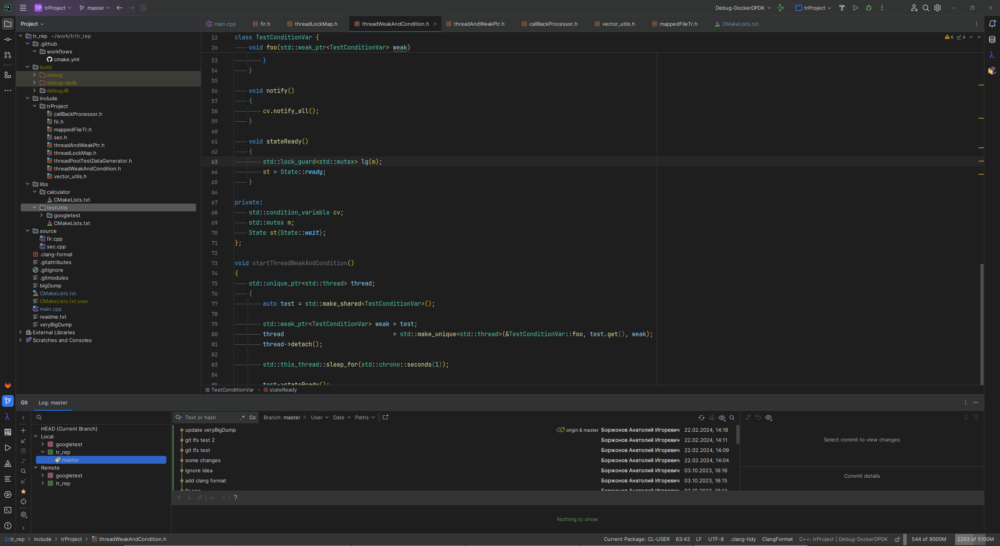 CL TP trProject master Debug-DockerDPDK trProject
Project
main.cpp fir.h threadLockMap.h threadWeakAndCondition.h threadAndWeakPtr.h callBackProcessor.h vector_utils.h mappedFileTr.h CMakeLists.txt
tr_rep ~/work/tr/tr_rep
.github
workflows
cmake.yml
build
debug
debug-dpdk
debugJB
include
trProject
callBackProcessor.h
fir.h
mappedFileTr.h
sec.h
threadAndWeakPtr.h
threadLockMap.h
threadPoolTestDataGenerator.h
threadWeakAndCondition.h
vector_utils.h
libs
calculator
CMakeLists.txt
testUtils
googletest
CMakeLists.txt
source
fir.cpp
sec.cpp
.clang-format
.gitattributes
.gitignore
.gitmodules
bigDump
CMakeLists.txt
CMakeLists.txt.user
main.cpp
readme.txt
veryBigDump
External Libraries
Scratches and Consoles
12 class TestConditionVar {
6 4
26 void foo(std::weak_ptr<TestConditionVar> weak)
53 }
54 }
55
56 void notify()
57 {
58 cv.notify_all();
59 }
60
61 void stateReady()
62 {
63 std::lock_guard<std::mutex> lg(m);
64 st = State::ready;
65 }
66
67 private:
68 std::condition_variable cv;
69 std::mutex m;
70 State st{State::wait};
71 };
72
73 void startThreadWeakAndCondition()
74 {
75 std::unique_ptr<std::thread> thread;
76 {
77 auto test = std::make_shared<TestConditionVar>();
78
79 std::weak_ptr<TestConditionVar> weak = test;
80 thread = std::make_unique<std::thread>(&TestConditionVar::foo, test.get(), weak);
81 thread->detach();
82
83 std::this_thread::sleep_for(std::chrono::seconds(1));
84
85 test->stateReady();
TestConditionVar stateReady
Git Log: master
HEAD (Current Branch)
Local
googletest
tr_rep
master
Remote
googletest
tr_rep
Text or hash .* Cc Branch: master User Date Paths
update veryBigDump origin & master Боржонов Анатолий Игоревич 22.02.2024, 14:18
git lfs test 2 Боржонов Анатолий Игоревич 22.02.2024, 14:11
git lfs test Боржонов Анатолий Игоревич 22.02.2024, 14:09
some changes Боржонов Анатолий Игоревич 22.02.2024, 14:04
ignore idea Боржонов Анатолий Игоревич 03.10.2023, 16:16
add clang format Боржонов Анатолий Игоревич 03.10.2023, 16:15
fir sec Боржонов Анатолий Игоревич 03.10.2023, 16:14
Select commit to view changes
Commit details
?
Nothing to show
YT
tr_rep include trProject threadWeakAndCondition.h
Current Package: CL-USER 63:43 LF UTF-8 .clang-tidy ClangFormat C++: trProject | Debug-DockerDPDK 544 of 8000M 2293 of 5100M